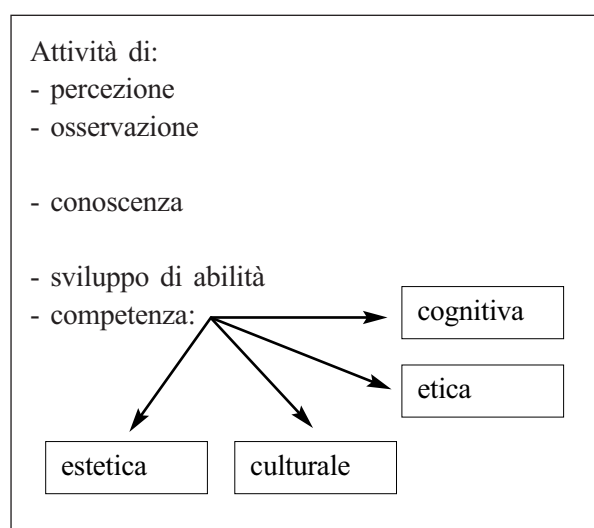 Attività di:
- percezione
- osservazione
- conoscenza
- sviluppo di abilità
- competenza:
cognitiva
etica
estetica
culturale